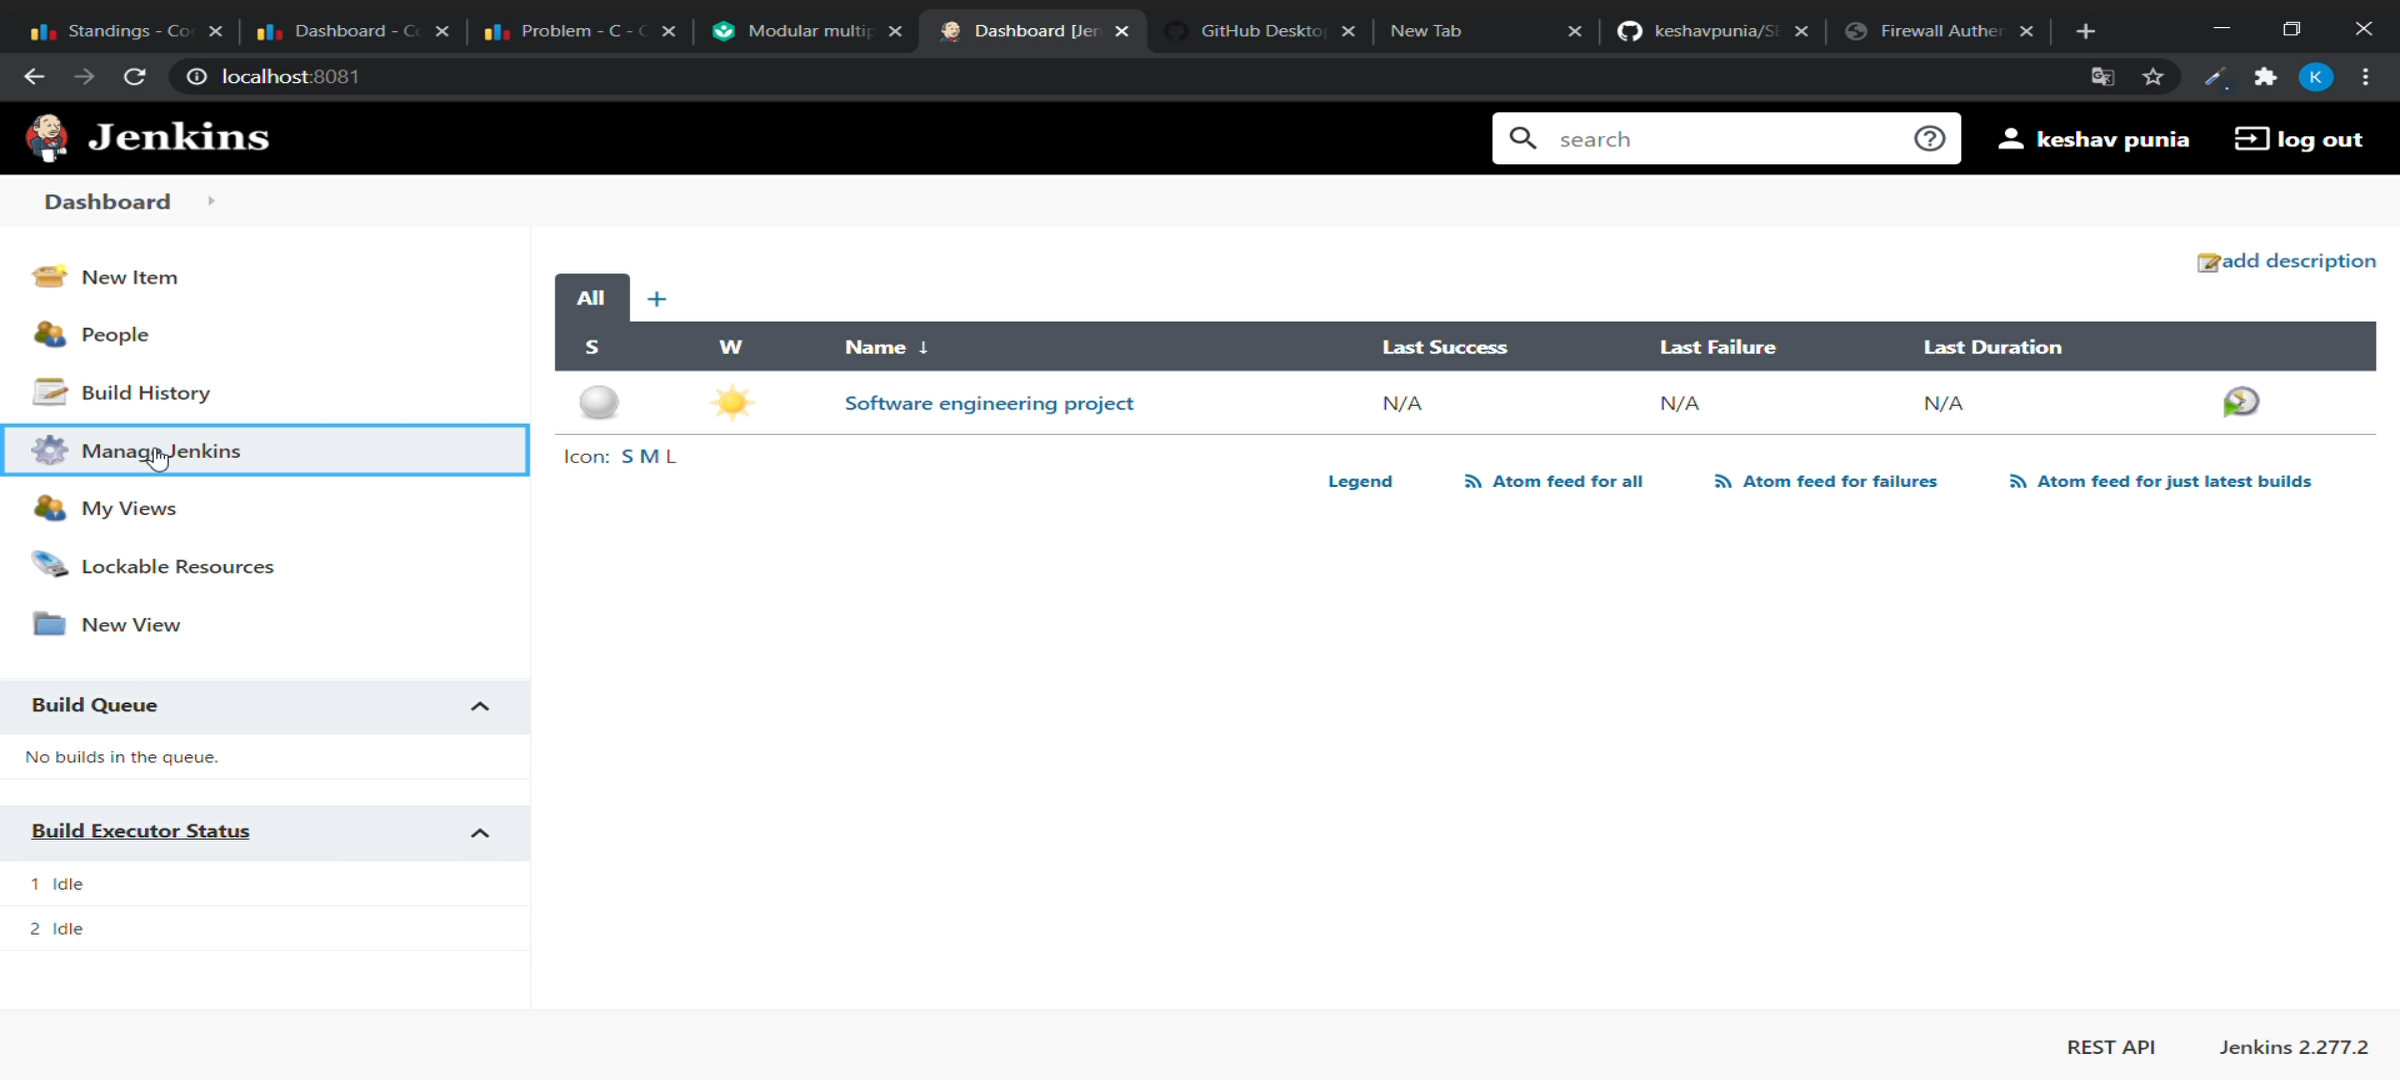 Standings - Co Dashboard - Co Problem - C - C Modular multip Dashboard [Jen GitHub Desktop New Tab keshavpunia/SE Firewall Authen
localhost:8081
Jenkins search keshav punia log out
Dashboard
add description
New Item
People
Build History
Manage Jenkins
My Views
Lockable Resources
New View
All +
S W Name ↓ Last Success Last Failure Last Duration
Software engineering project N/A N/A N/A
Icon: S M L
Legend Atom feed for all Atom feed for failures Atom feed for just latest builds
Build Queue
No builds in the queue.
Build Executor Status
1 Idle
2 Idle
REST API Jenkins 2.277.2